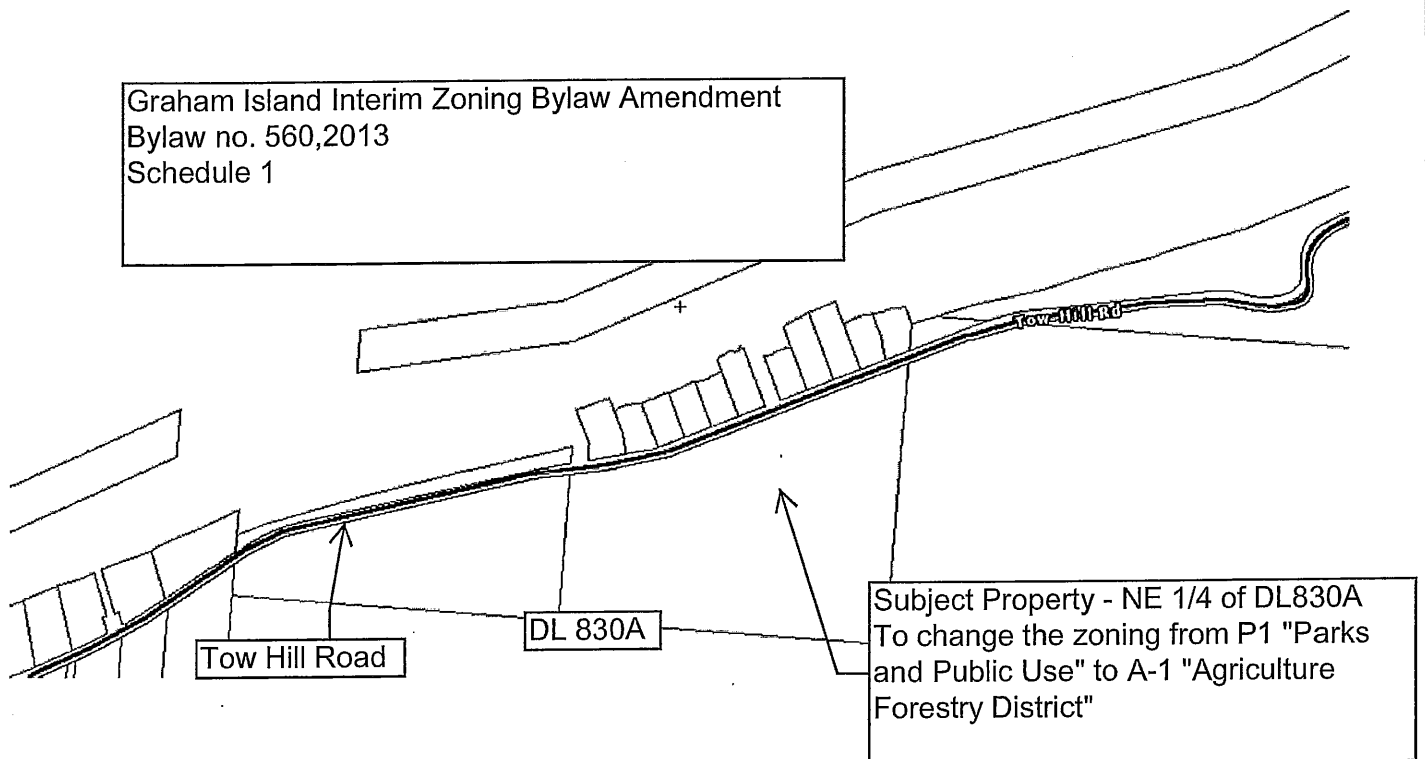 Graham Island Interim Zoning Bylaw Amendment
Bylaw no. 560,2013
Schedule 1
Tow Hill Rd
DL 830A
Tow Hill Road
Subject Property - NE 1/4 of DL830A
To change the zoning from P1 "Parks
and Public Use" to A-1 "Agriculture
Forestry District"